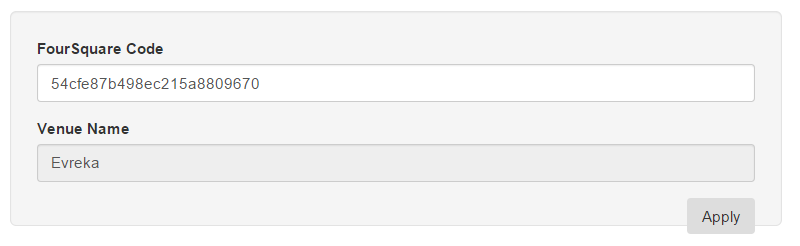 FourSquare Code
54cfe87b498ec215a8809670
Venue Name
Evreka
Apply